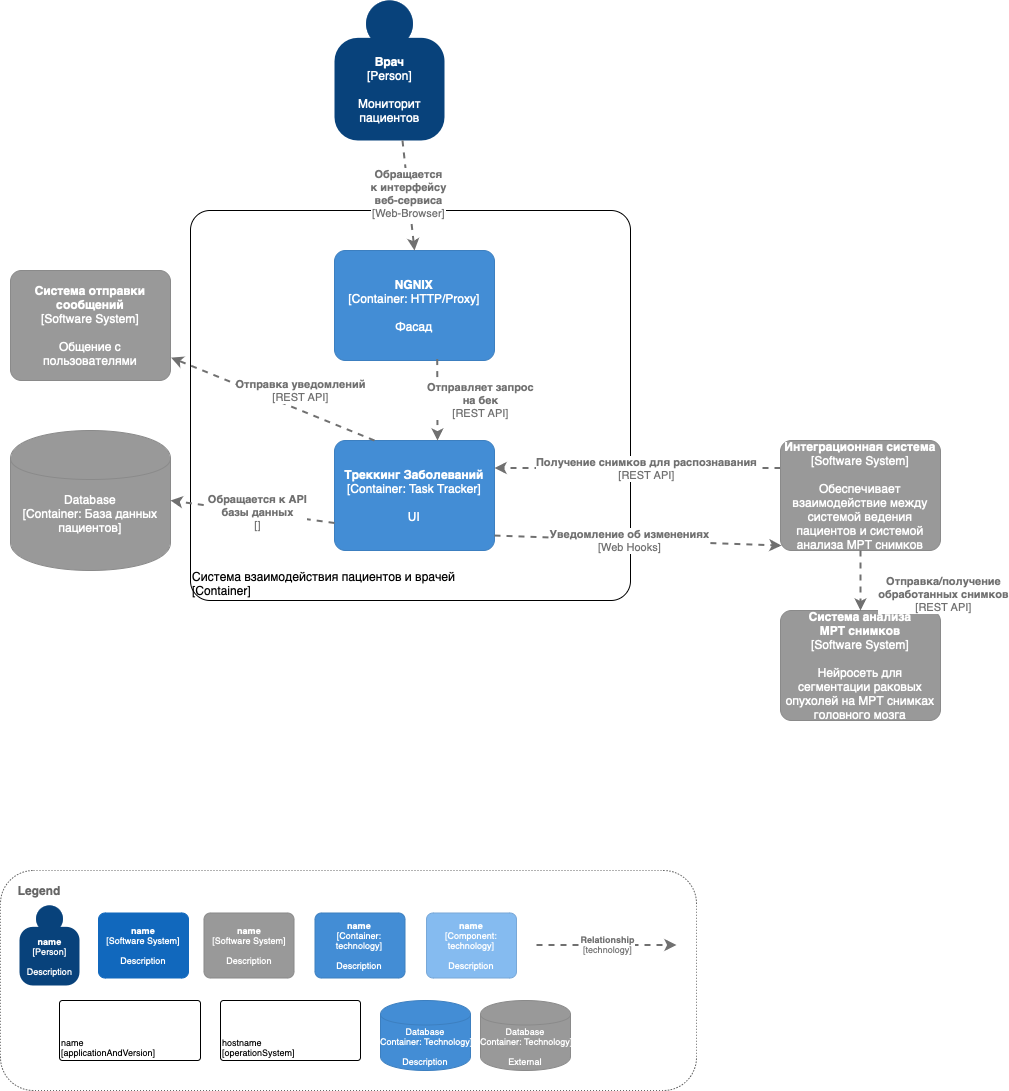 Врач
[Person]
Мониторит
пациентов
Обращается
к интерфейсу
веб-сервиса
[Web-Browser]
NGNIX
[Container: HTTP/Proxy]
Фасад
Система отправки
сообщений
[Software System]
Общение с
пользователями
Отправка уведомлений
[REST API]
Отправляет запрос
на бек
[REST API]
Database
[Container: База данных
пациентов]
Обращается к API
базы данных
[]
Треккинг Заболеваний
[Container: Task Tracker]
UI
Получение снимков для распознавания
[REST API]
Уведомление об изменениях
[Web Hooks]
Интеграционная система
[Software System]
Обеспечивает
взаимодействие между
системой ведения
пациентов и системой
анализа МРТ снимков
Система взаимодействия пациентов и врачей
[Container]
Отправка/получение
обработанных снимков
[REST API]
Система анализа
МРТ снимков
[Software System]
Нейросеть для
сегментации раковых
опухолей на МРТ снимках
головного мозга
Legend
name
[Person]
Description
name
[Software System]
Description
name
[Software System]
Description
name
[Container:
technology]
Description
name
[Component:
technology]
Description
Relationship
[technology]
name
[applicationAndVersion]
hostname
[operationSystem]
Database
Container: Technology]
Description
Database
Container: Technology]
External